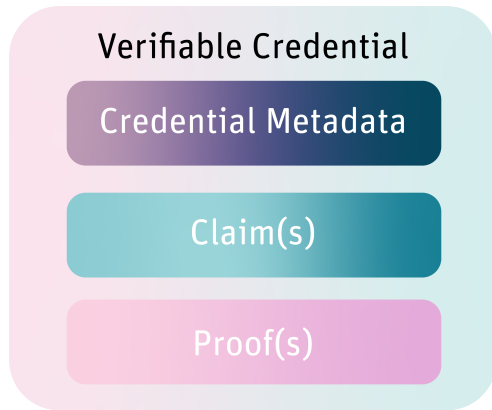 Verifiable Credential
Credential Metadata
Claim(s)
Proof(s)